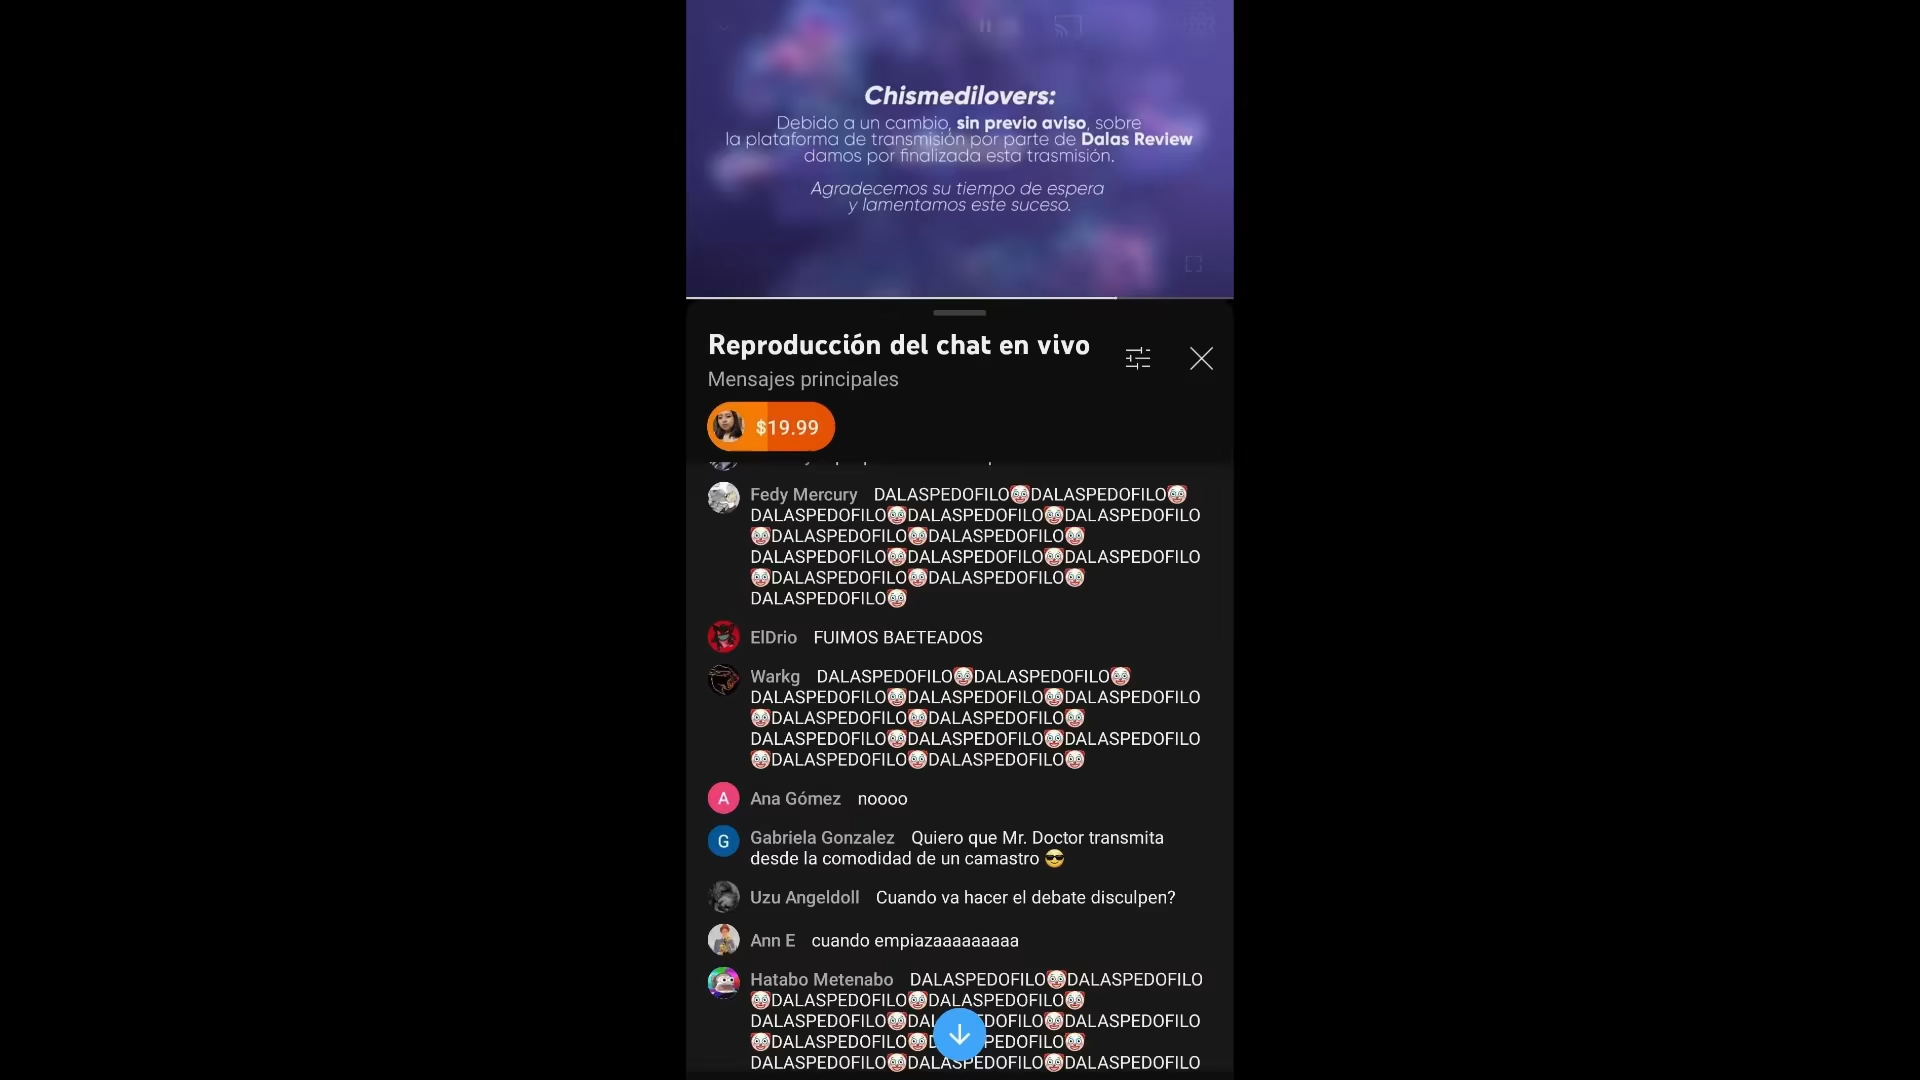 Chismedilovers:
Debido a un cambio, sin previo aviso, sobre
la plataforma de transmisión por parte de Dalas Review
damos por finalizada esta trasmisión.
Agradecemos su tiempo de espera
y lamentamos este suceso.
Reproducción del chat en vivo
Mensajes principales
$19.99
Fedy Mercury DALASPEDOFILO🤡DALASPEDOFILO🤡
DALASPEDOFILO🤡DALASPEDOFILO🤡DALASPEDOFILO
🤡DALASPEDOFILO🤡DALASPEDOFILO🤡
DALASPEDOFILO🤡DALASPEDOFILO🤡DALASPEDOFILO
🤡DALASPEDOFILO🤡DALASPEDOFILO🤡
DALASPEDOFILO🤡
ElDrio FUIMOS BAETEADOS
Warkg DALASPEDOFILO🤡DALASPEDOFILO🤡
DALASPEDOFILO🤡DALASPEDOFILO🤡DALASPEDOFILO
🤡DALASPEDOFILO🤡DALASPEDOFILO🤡
DALASPEDOFILO🤡DALASPEDOFILO🤡DALASPEDOFILO
🤡DALASPEDOFILO🤡DALASPEDOFILO🤡
A Ana Gómez noooo
G Gabriela Gonzalez Quiero que Mr. Doctor transmita
desde la comodidad de un camastro 😎
Uzu Angeldoll Cuando va hacer el debate disculpen?
Ann E cuando empiazaaaaaaaaa
Hatabo Metenabo DALASPEDOFILO🤡DALASPEDOFILO
🤡DALASPEDOFILO🤡DALASPEDOFILO🤡
DALASPEDOFILO🤡DAL DOFILO🤡DALASPEDOFILO
🤡DALASPEDOFILO🤡D PEDOFILO🤡
DALASPEDOFILO🤡DALASPEDOFILO🤡DALASPEDOFILO